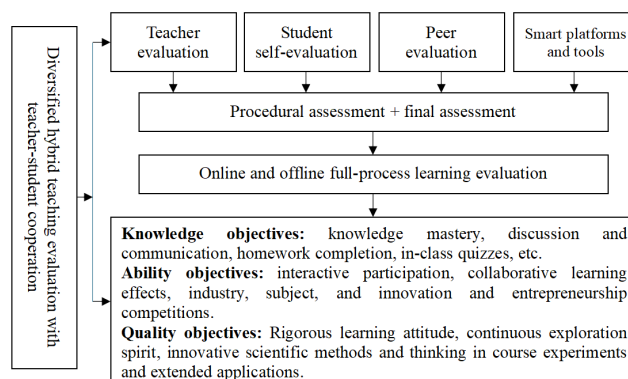 Diversified hybrid teaching evaluation with
teacher-student cooperation
Teacher
evaluation
Student
self-evaluation
Peer
evaluation
Smart platforms
and tools
Procedural assessment + final assessment
Online and offline full-process learning evaluation
Knowledge objectives: knowledge mastery, discussion and
communication, homework completion, in-class quizzes, etc.
Ability objectives: interactive participation, collaborative learning
effects, industry, subject, and innovation and entrepreneurship
competitions.
Quality objectives: Rigorous learning attitude, continuous exploration
spirit, innovative scientific methods and thinking in course experiments
and extended applications.